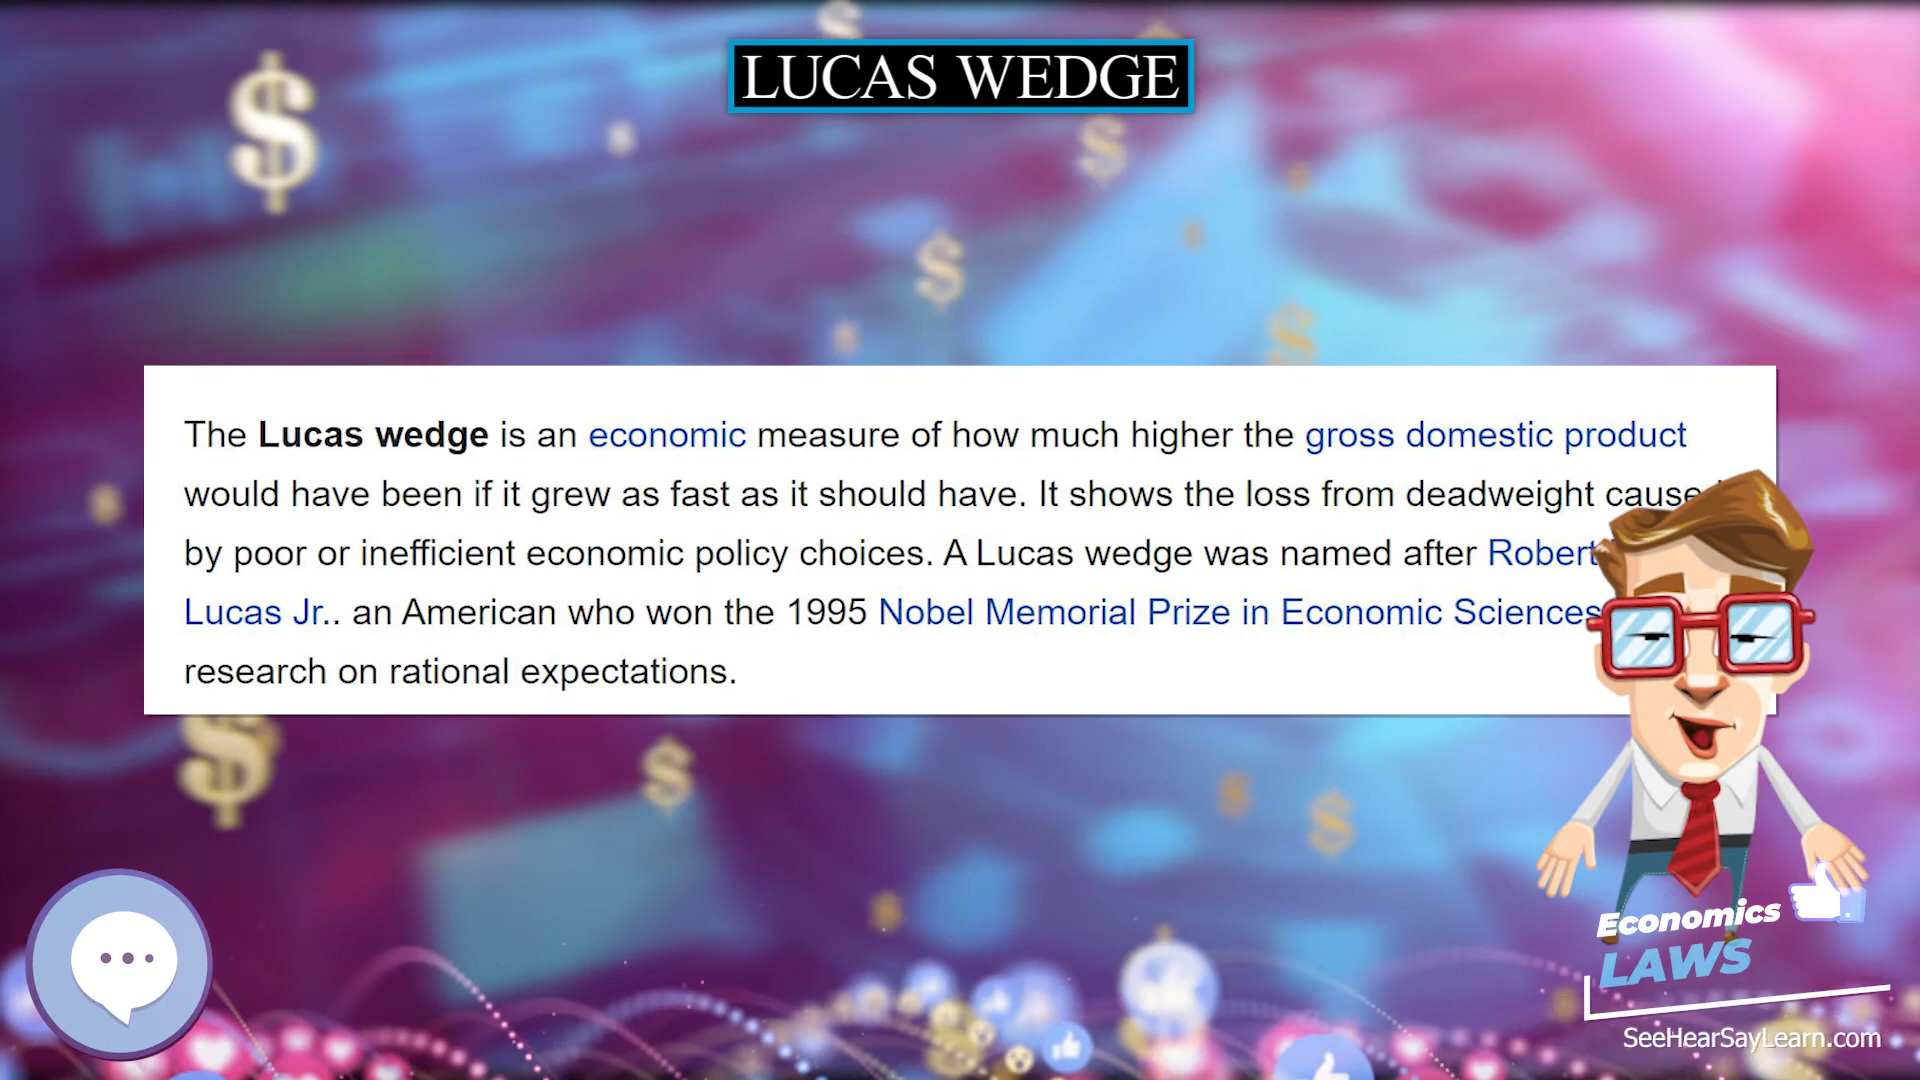 LUCAS WEDGE
The Lucas wedge is an economic measure of how much higher the gross domestic product
would have been if it grew as fast as it should have. It shows the loss from deadweight
by poor or inefficient economic policy choices. A Lucas wedge was named after Robert
Lucas Jr.. an American who won the 1995 Nobel Memorial Prize in Economic Sciences
research on rational expectations.
Economics
LAWS
SeeHearSayLearn.com